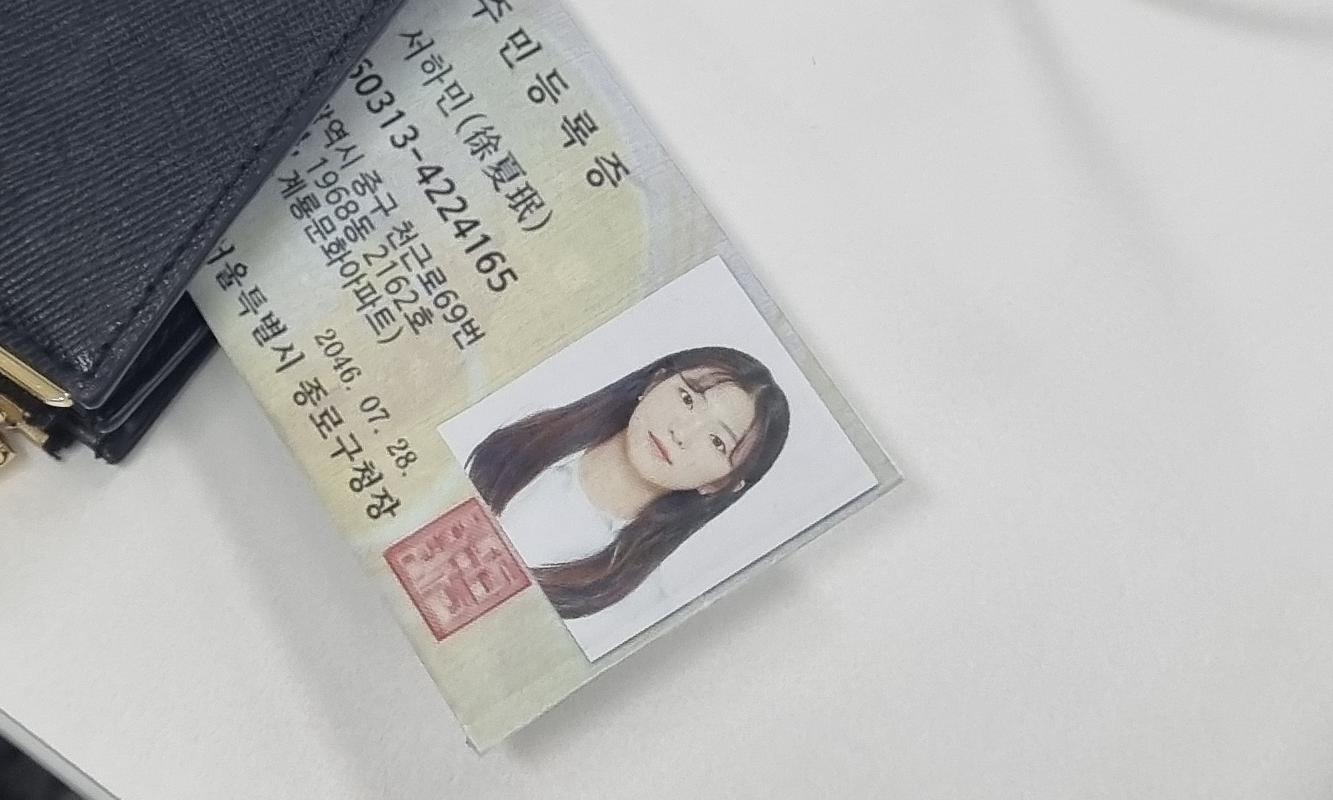 주민등록증
서하민(徐夏珉)
60313-4224165
광역시 중구 천근로69번
, 1968동 2162호
계룡문화아파트)
2046. 07. 28.
서울특별시 종로구청장